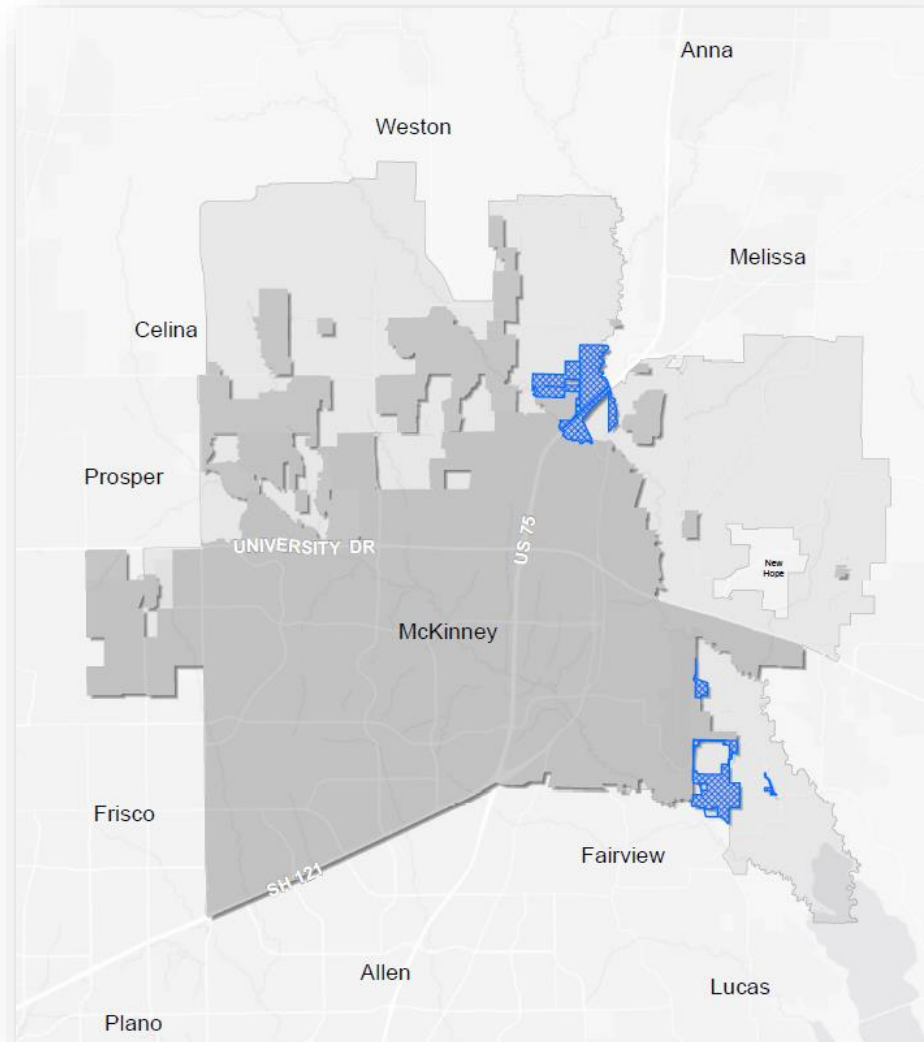 Anna
Weston
Melissa
Celina
Prosper
US 75
UNIVERSITY DR
New
Hope
McKinney
Frisco
Fairview
SH 121
Allen
Lucas
Plano